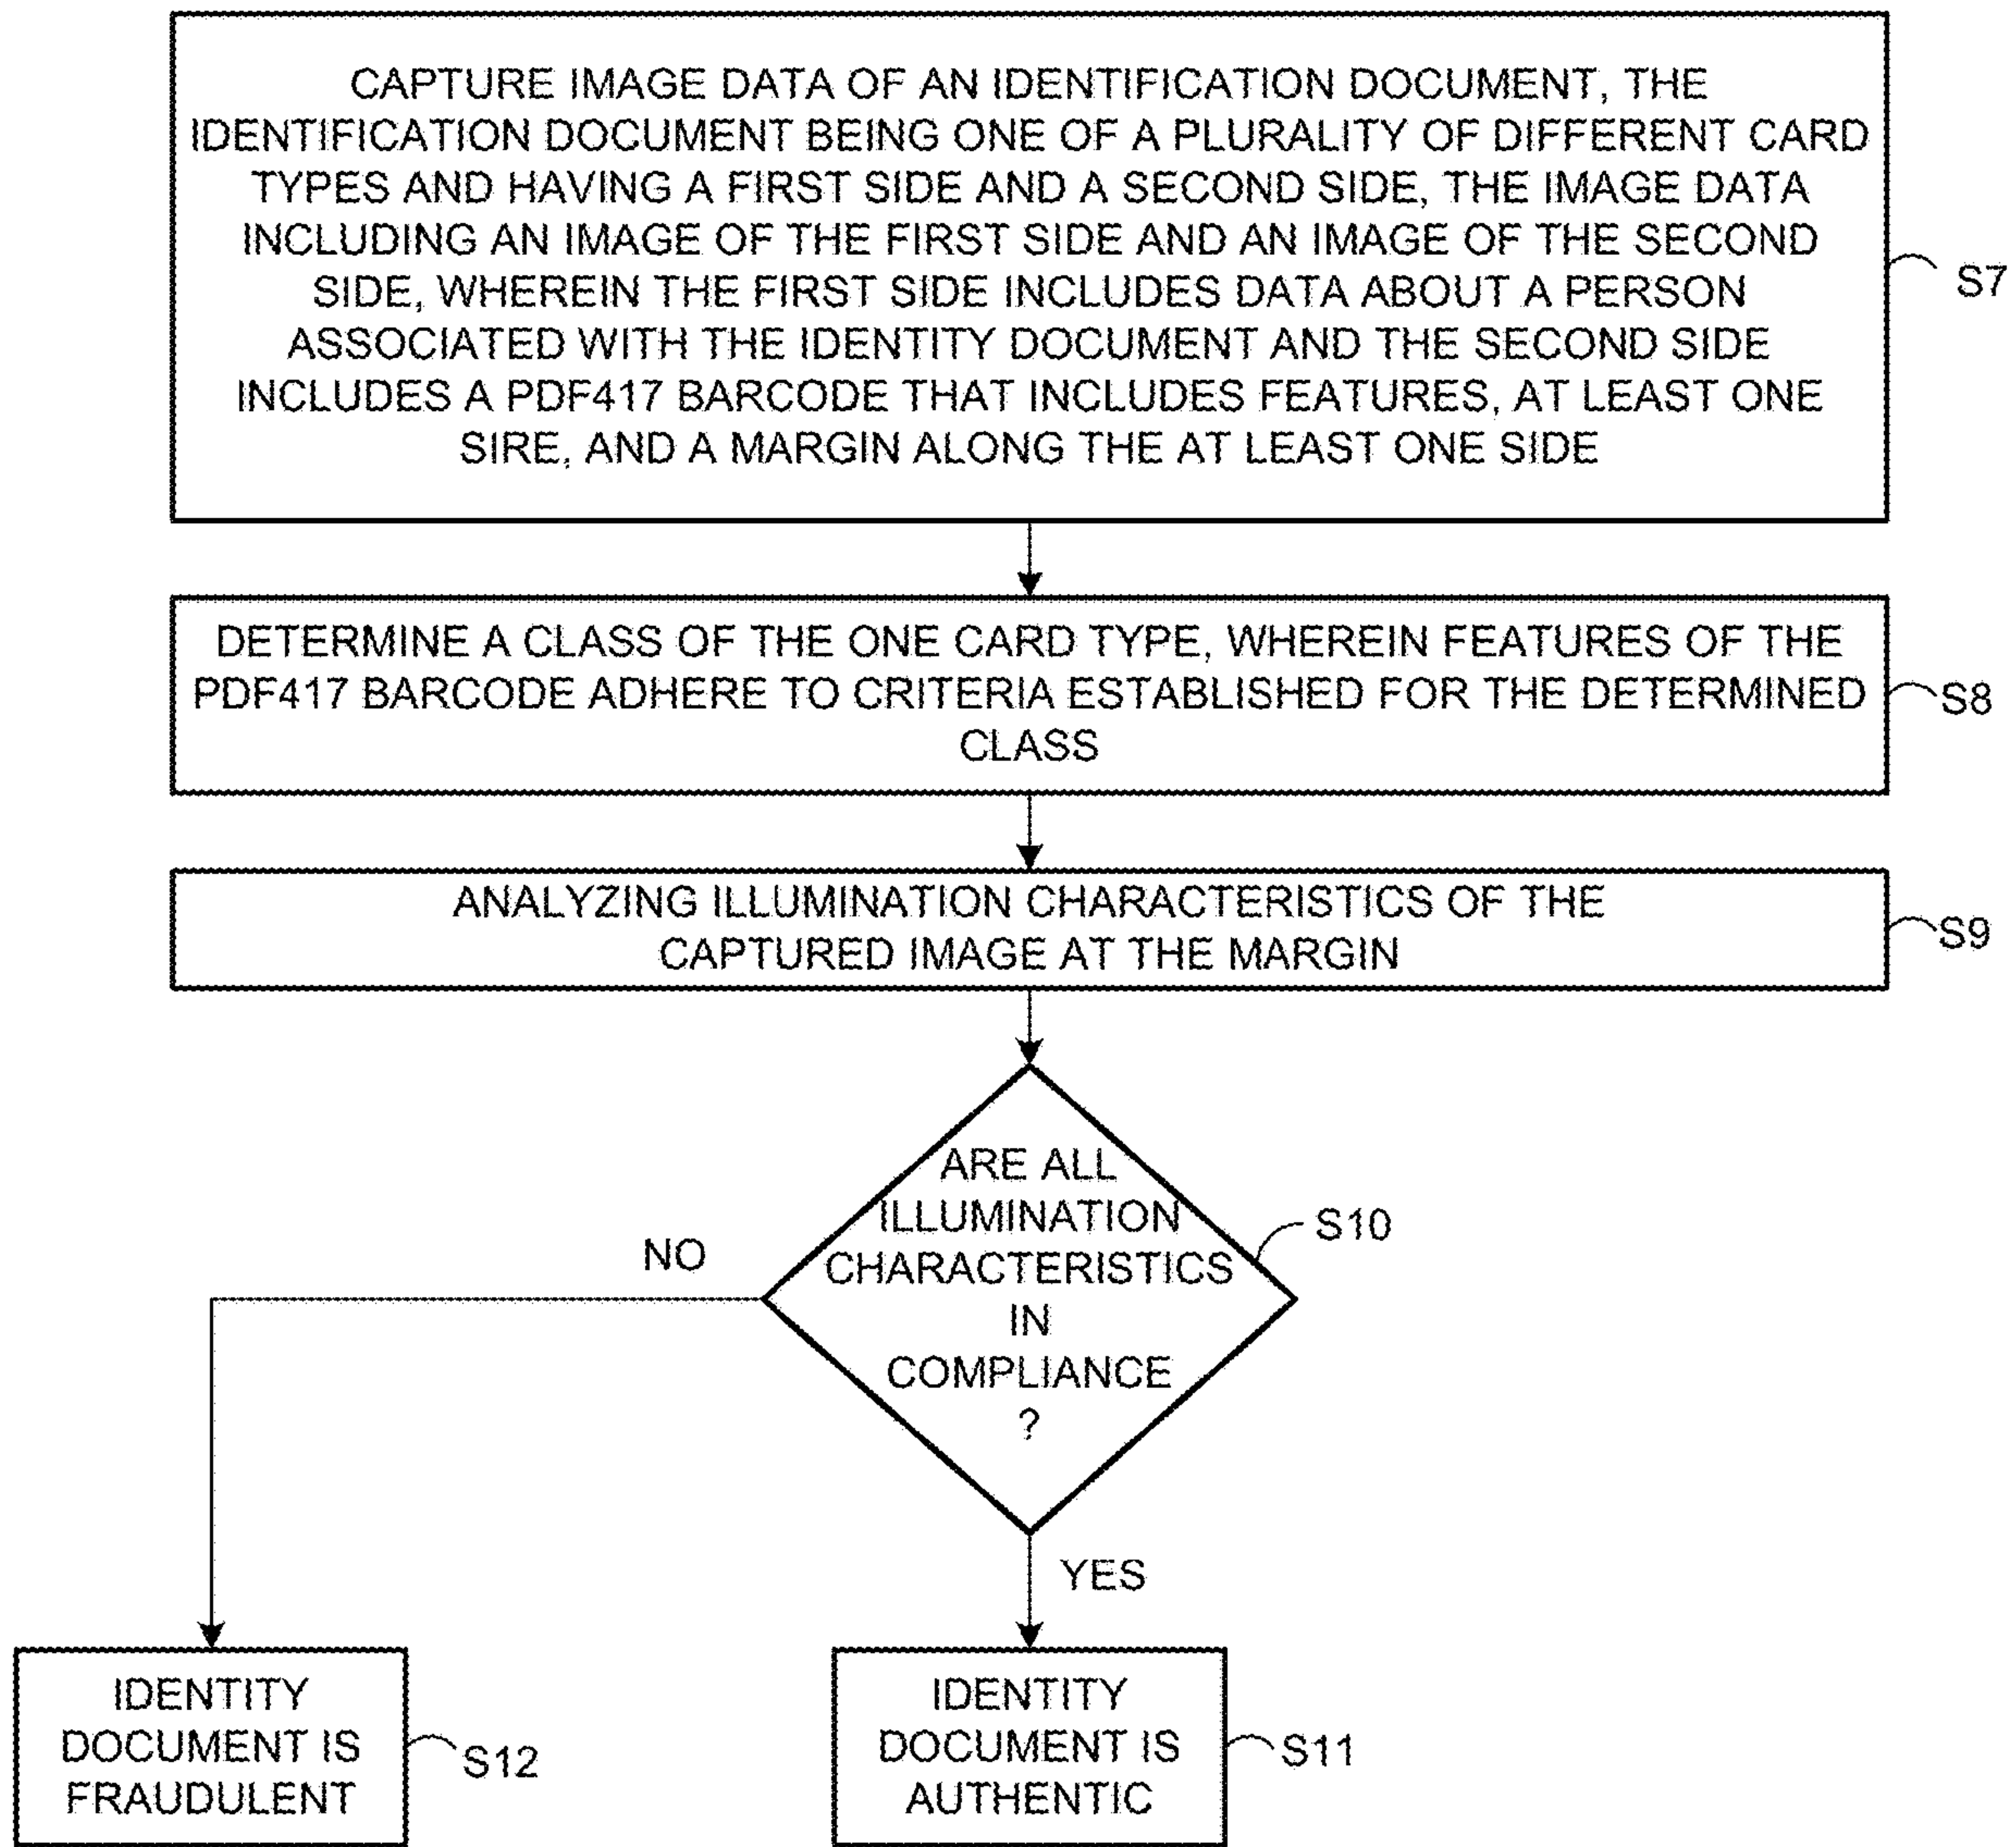 CAPTURE IMAGE DATA OF AN IDENTIFICATION DOCUMENT, THE
IDENTIFICATION DOCUMENT BEING ONE OF A PLURALITY OF DIFFERENT CARD
TYPES AND HAVING A FIRST SIDE AND A SECOND SIDE, THE IMAGE DATA
INCLUDING AN IMAGE OF THE FIRST SIDE AND AN IMAGE OF THE SECOND
SIDE, WHEREIN THE FIRST SIDE INCLUDES DATA ABOUT A PERSON
ASSOCIATED WITH THE IDENTITY DOCUMENT AND THE SECOND SIDE
INCLUDES A PDF417 BARCODE THAT INCLUDES FEATURES, AT LEAST ONE
SIRE, AND A MARGIN ALONG THE AT LEAST ONE SIDE
S7
DETERMINE A CLASS OF THE ONE CARD TYPE, WHEREIN FEATURES OF THE
PDF417 BARCODE ADHERE TO CRITERIA ESTABLISHED FOR THE DETERMINED
CLASS
S8
ANALYZING ILLUMINATION CHARACTERISTICS OF THE
CAPTURED IMAGE AT THE MARGIN
S9
ARE ALL
ILLUMINATION
CHARACTERISTICS
IN
COMPLIANCE
?
S10
NO
YES
IDENTITY
DOCUMENT IS
FRAUDULENT
S12
IDENTITY
DOCUMENT IS
AUTHENTIC
S11